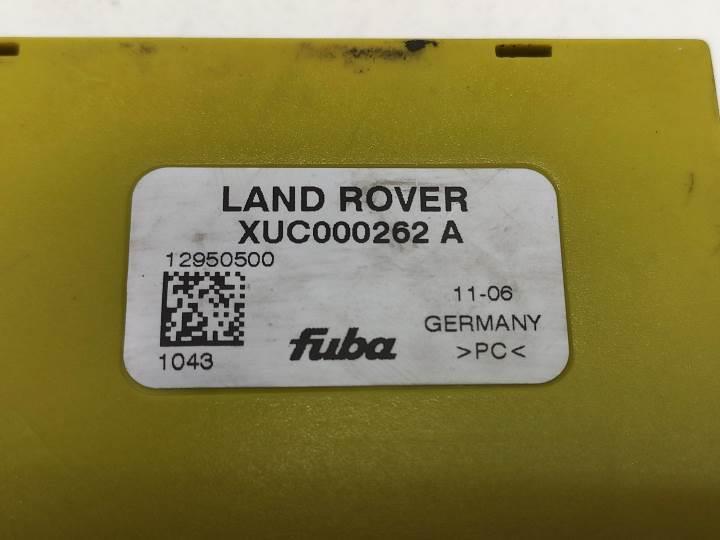 LAND ROVER
XUC000262 A
12950500
11-06
GERMANY
1043
fuba
>PC<